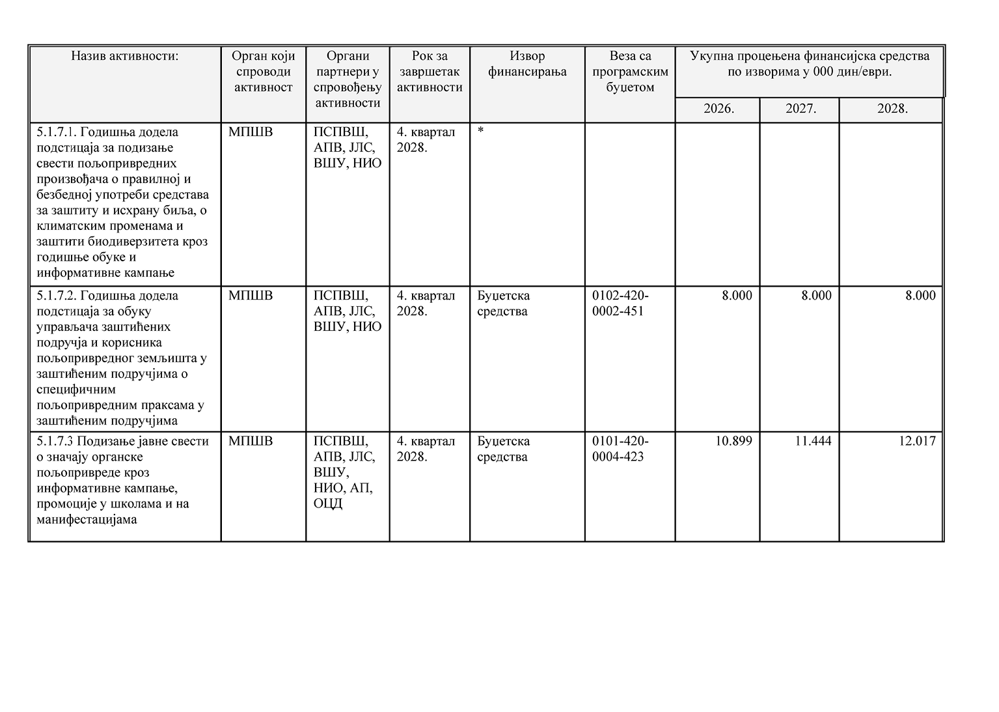 Назив активности:
Орган који
спроводи
активност
Органи
партнери у
спровођењу
активности
Рок за
завршетак
активности
Извор
финансирања
Веза са
програмским
буџетом
Укупна процењена финансијска средства
по изворима у 000 дин/еври.
2026.
2027.
2028.
5.1.7.1. Годишња додела
подстицаја за подизање
свести пољопривредних
произвођача о правилној и
безбедној употреби средстава
за заштиту и исхрану биља, о
климатским променама и
заштити биодиверзитета кроз
годишње обуке и
информативне кампање
МПШВ
ПСПВШ,
АПВ, ЈЛС,
ВШУ, НИО
4. квартал
2028.
*
5.1.7.2. Годишња додела
подстицаја за обуку
управљача заштићених
подручја и корисника
пољопривредног земљишта у
заштићеним подручјима о
специфичним
пољопривредним праксама у
заштићеним подручјима
МПШВ
ПСПВШ,
АПВ, ЈЛС,
ВШУ, НИО
4. квартал
2028.
Буџетска
средства
0102-420-
0002-451
8.000
8.000
8.000
5.1.7.3 Подизање јавне свести
о значају органске
пољопривреде кроз
информативне кампање,
промоције у школама и на
манифестацијама
МПШВ
ПСПВШ,
АПВ, ЈЛС,
ВШУ,
НИО, АП,
ОЦД
4. квартал
2028.
Буџетска
средства
0101-420-
0004-423
10.899
11.444
12.017